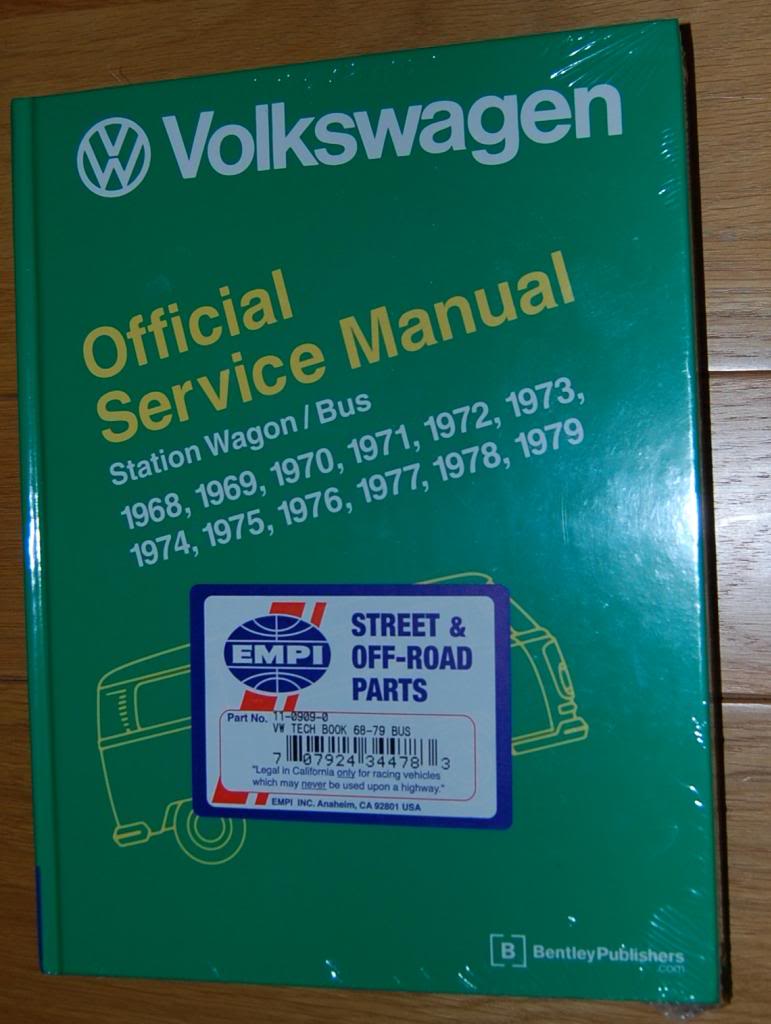 Volkswagen
Official
Service Manual
Station Wagon / Bus
1968, 1969, 1970, 1971, 1972, 1973,
1974, 1975, 1976, 1977, 1978, 1979
EMPI
STREET &
OFF-ROAD
PARTS
Part No. 11-0909-0
VW TECH BOOK 68-79 BUS
7 07924 34478 3
"Legal in California only for racing vehicles
which may never be used upon a highway."
EMPI INC. Anaheim, CA 92801 USA
B BentleyPublishers
.com